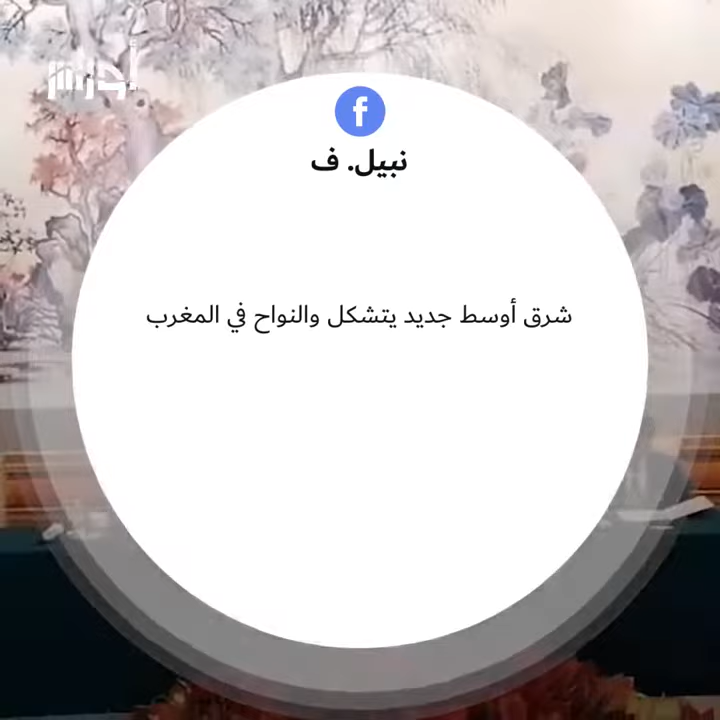 نبيل. ف
شرق أوسط جديد يتشكل والنواح في المغرب